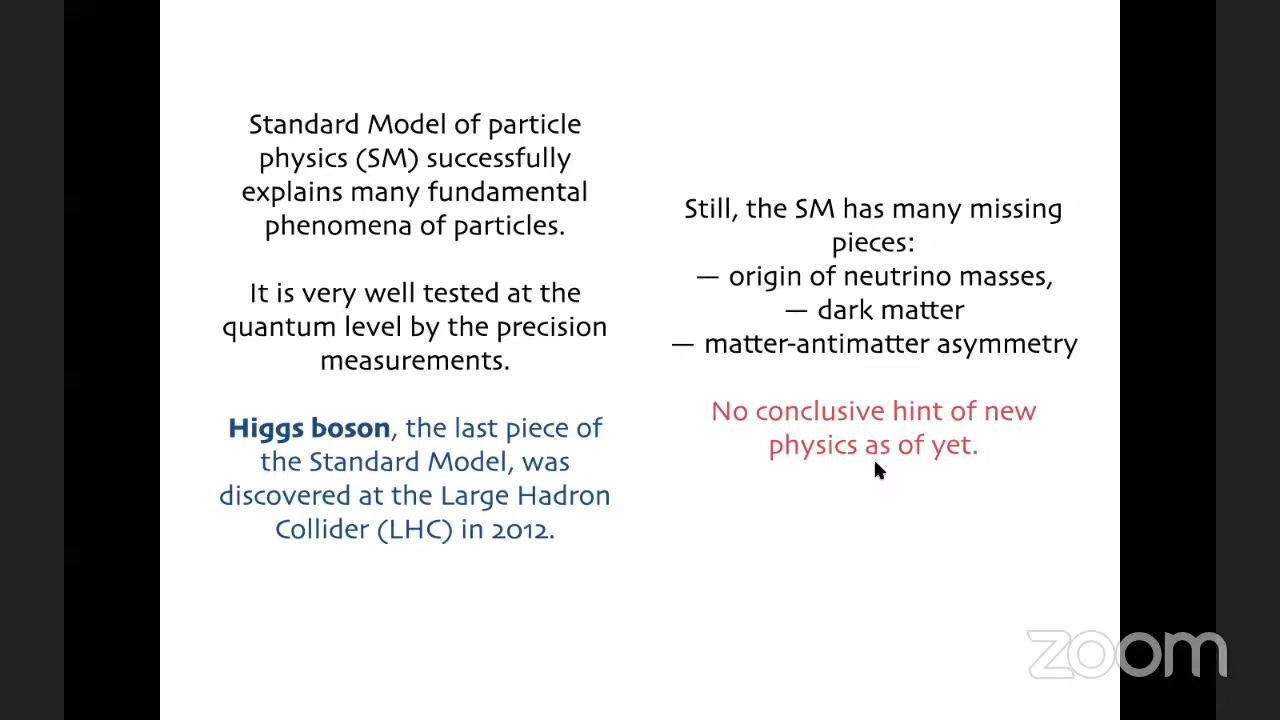 Standard Model of particle
physics (SM) successfully
explains many fundamental
phenomena of particles.
It is very well tested at the
quantum level by the precision
measurements.
Higgs boson, the last piece of
the Standard Model, was
discovered at the Large Hadron
Collider (LHC) in 2012.
Still, the SM has many missing
pieces:
— origin of neutrino masses,
— dark matter
— matter-antimatter asymmetry
No conclusive hint of new
physics as of yet.
zoom